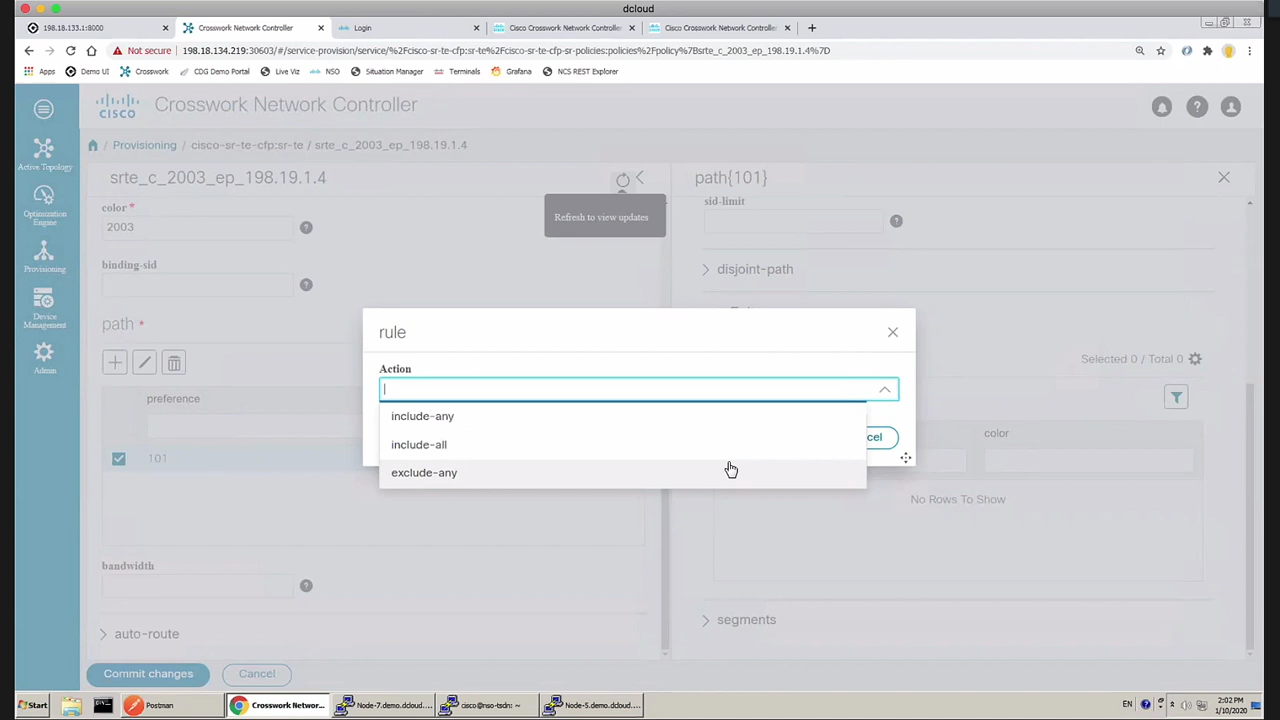 dcloud
198.18.133.1:8000
Crosswork Network Controller
Login
Cisco Crosswork Network Controller
Cisco Crosswork Network Controller
Not secure 198.18.134.219:30603/#/service-provision/service/%2Fcisco-sr-te-cfp:sr-te%2Fcisco-sr-te-cfp-sr-policies:policies%2Fpolicy%7Bsrte_c_2003_ep_198.19.1.4%7D
Apps
Demo UI
Crosswork
CDG Demo Portal
Live Viz
NSO
Situation Manager
Terminals
Grafana
NCS REST Explorer
CISCO
Crosswork Network Controller
Active Topology
Optimization
Engine
Provisioning
Device
Management
Admin
Provisioning / cisco-sr-te-cfp:sr-te / srte_c_2003_ep_198.19.1.4
srte_c_2003_ep_198.19.1.4
Refresh to view updates
color *
2003
binding-sid
path *
preference
101
bandwidth
auto-route
Commit changes
Cancel
path{101}
sid-limit
disjoint-path
Selected 0 / Total 0
color
No Rows To Show
segments
rule
Action
include-any
include-all
exclude-any
cel
Start
Postman
Crosswork Networ...
Node-7.demo.dcloud....
cisco@nso-tsdn: ~
Node-5.demo.dcloud....
EN
2:02 PM
1/10/2020